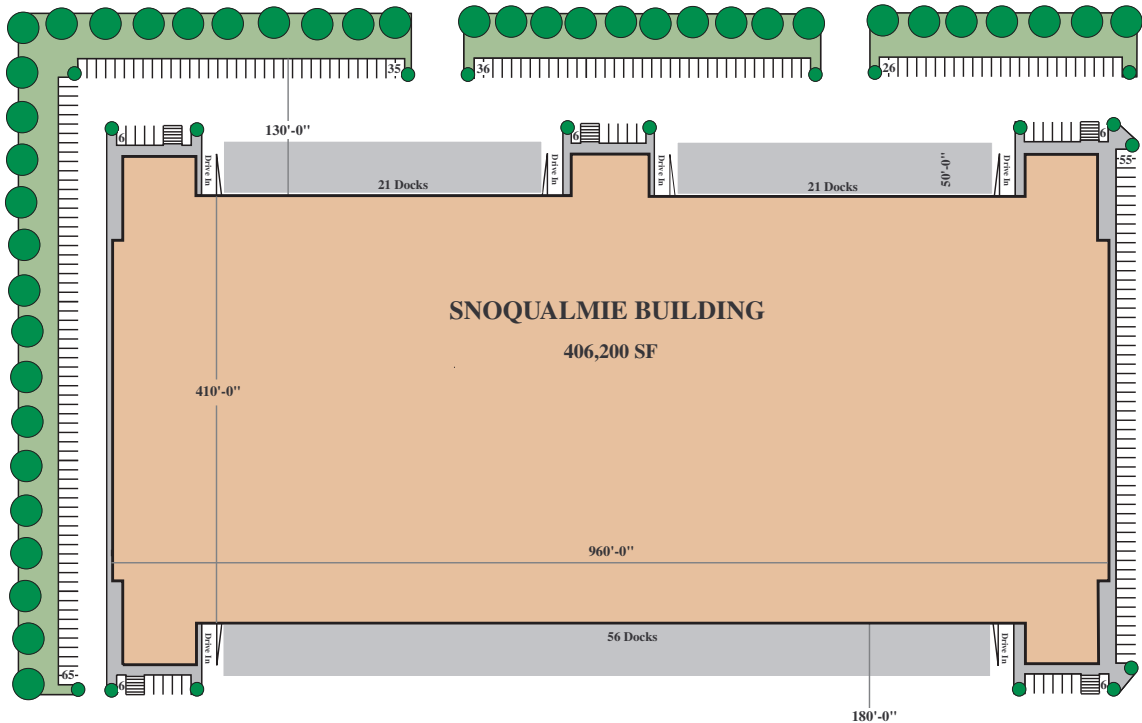 35
36
26
6
130'-0"
6
6
55
Drive In
21 Docks
Drive In
Drive In
21 Docks
50'-0"
Drive In
SNOQUALMIE BUILDING
406,200 SF
410'-0"
960'-0"
Drive In
56 Docks
Drive In
65
6
6
180'-0"